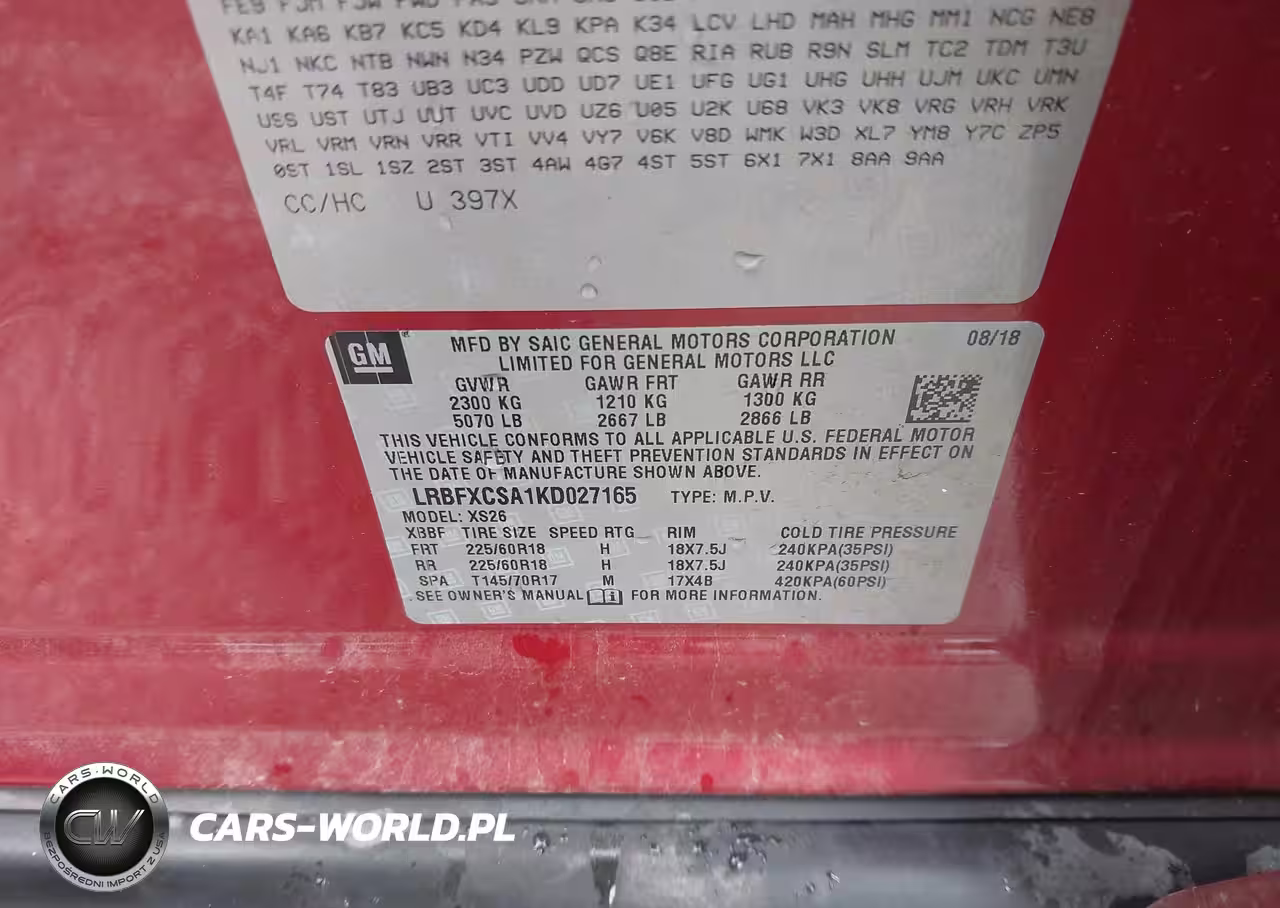 KA1 KA6 KB7 KC5 KD4 KL9 KPA K34 LCV LHD MAH MHG MM1 NCG NE8
NJ1 NKC NTB NWN N34 PZW QCS Q8E RIA RUB R9N SLM TC2 TDM T3U
T4F T74 T83 UB3 UC3 UDD UD7 UE1 UFG UG1 UHG UHH UJM UKC UMN
USS UST UTJ UUT UVC UVD UZ6 U05 U2K U68 VK3 VK8 VRG VRH VRK
VRL VRM VRN VRR VTI VV4 VY7 V6K V8D WMK W3D XL7 YM8 Y7C ZP5
0ST 1SL 1SZ 2ST 3ST 4AW 4G7 4ST 5ST 6X1 7X1 8AA 9AA
CC/HC U 397X
GM MFD BY SAIC GENERAL MOTORS CORPORATION 08/18
LIMITED FOR GENERAL MOTORS LLC
GVWR GAWR FRT GAWR RR
2300 KG 1210 KG 1300 KG
5070 LB 2667 LB 2866 LB
THIS VEHICLE CONFORMS TO ALL APPLICABLE U.S. FEDERAL MOTOR
VEHICLE SAFETY AND THEFT PREVENTION STANDARDS IN EFFECT ON
THE DATE OF MANUFACTURE SHOWN ABOVE.
LRBFXCSA1KD027165 TYPE: M.P.V.
MODEL: XS26
XBBF TIRE SIZE SPEED RTG RIM COLD TIRE PRESSURE
FRT 225/60R18 H 18X7.5J 240KPA(35PSI)
RR 225/60R18 H 18X7.5J 240KPA(35PSI)
SPA T145/70R17 M 17X4B 420KPA(60PSI)
SEE OWNER'S MANUAL FOR MORE INFORMATION.
CARS-WORLD
CW
BEZPOŚREDNI IMPORT Z USA
CARS-WORLD.PL